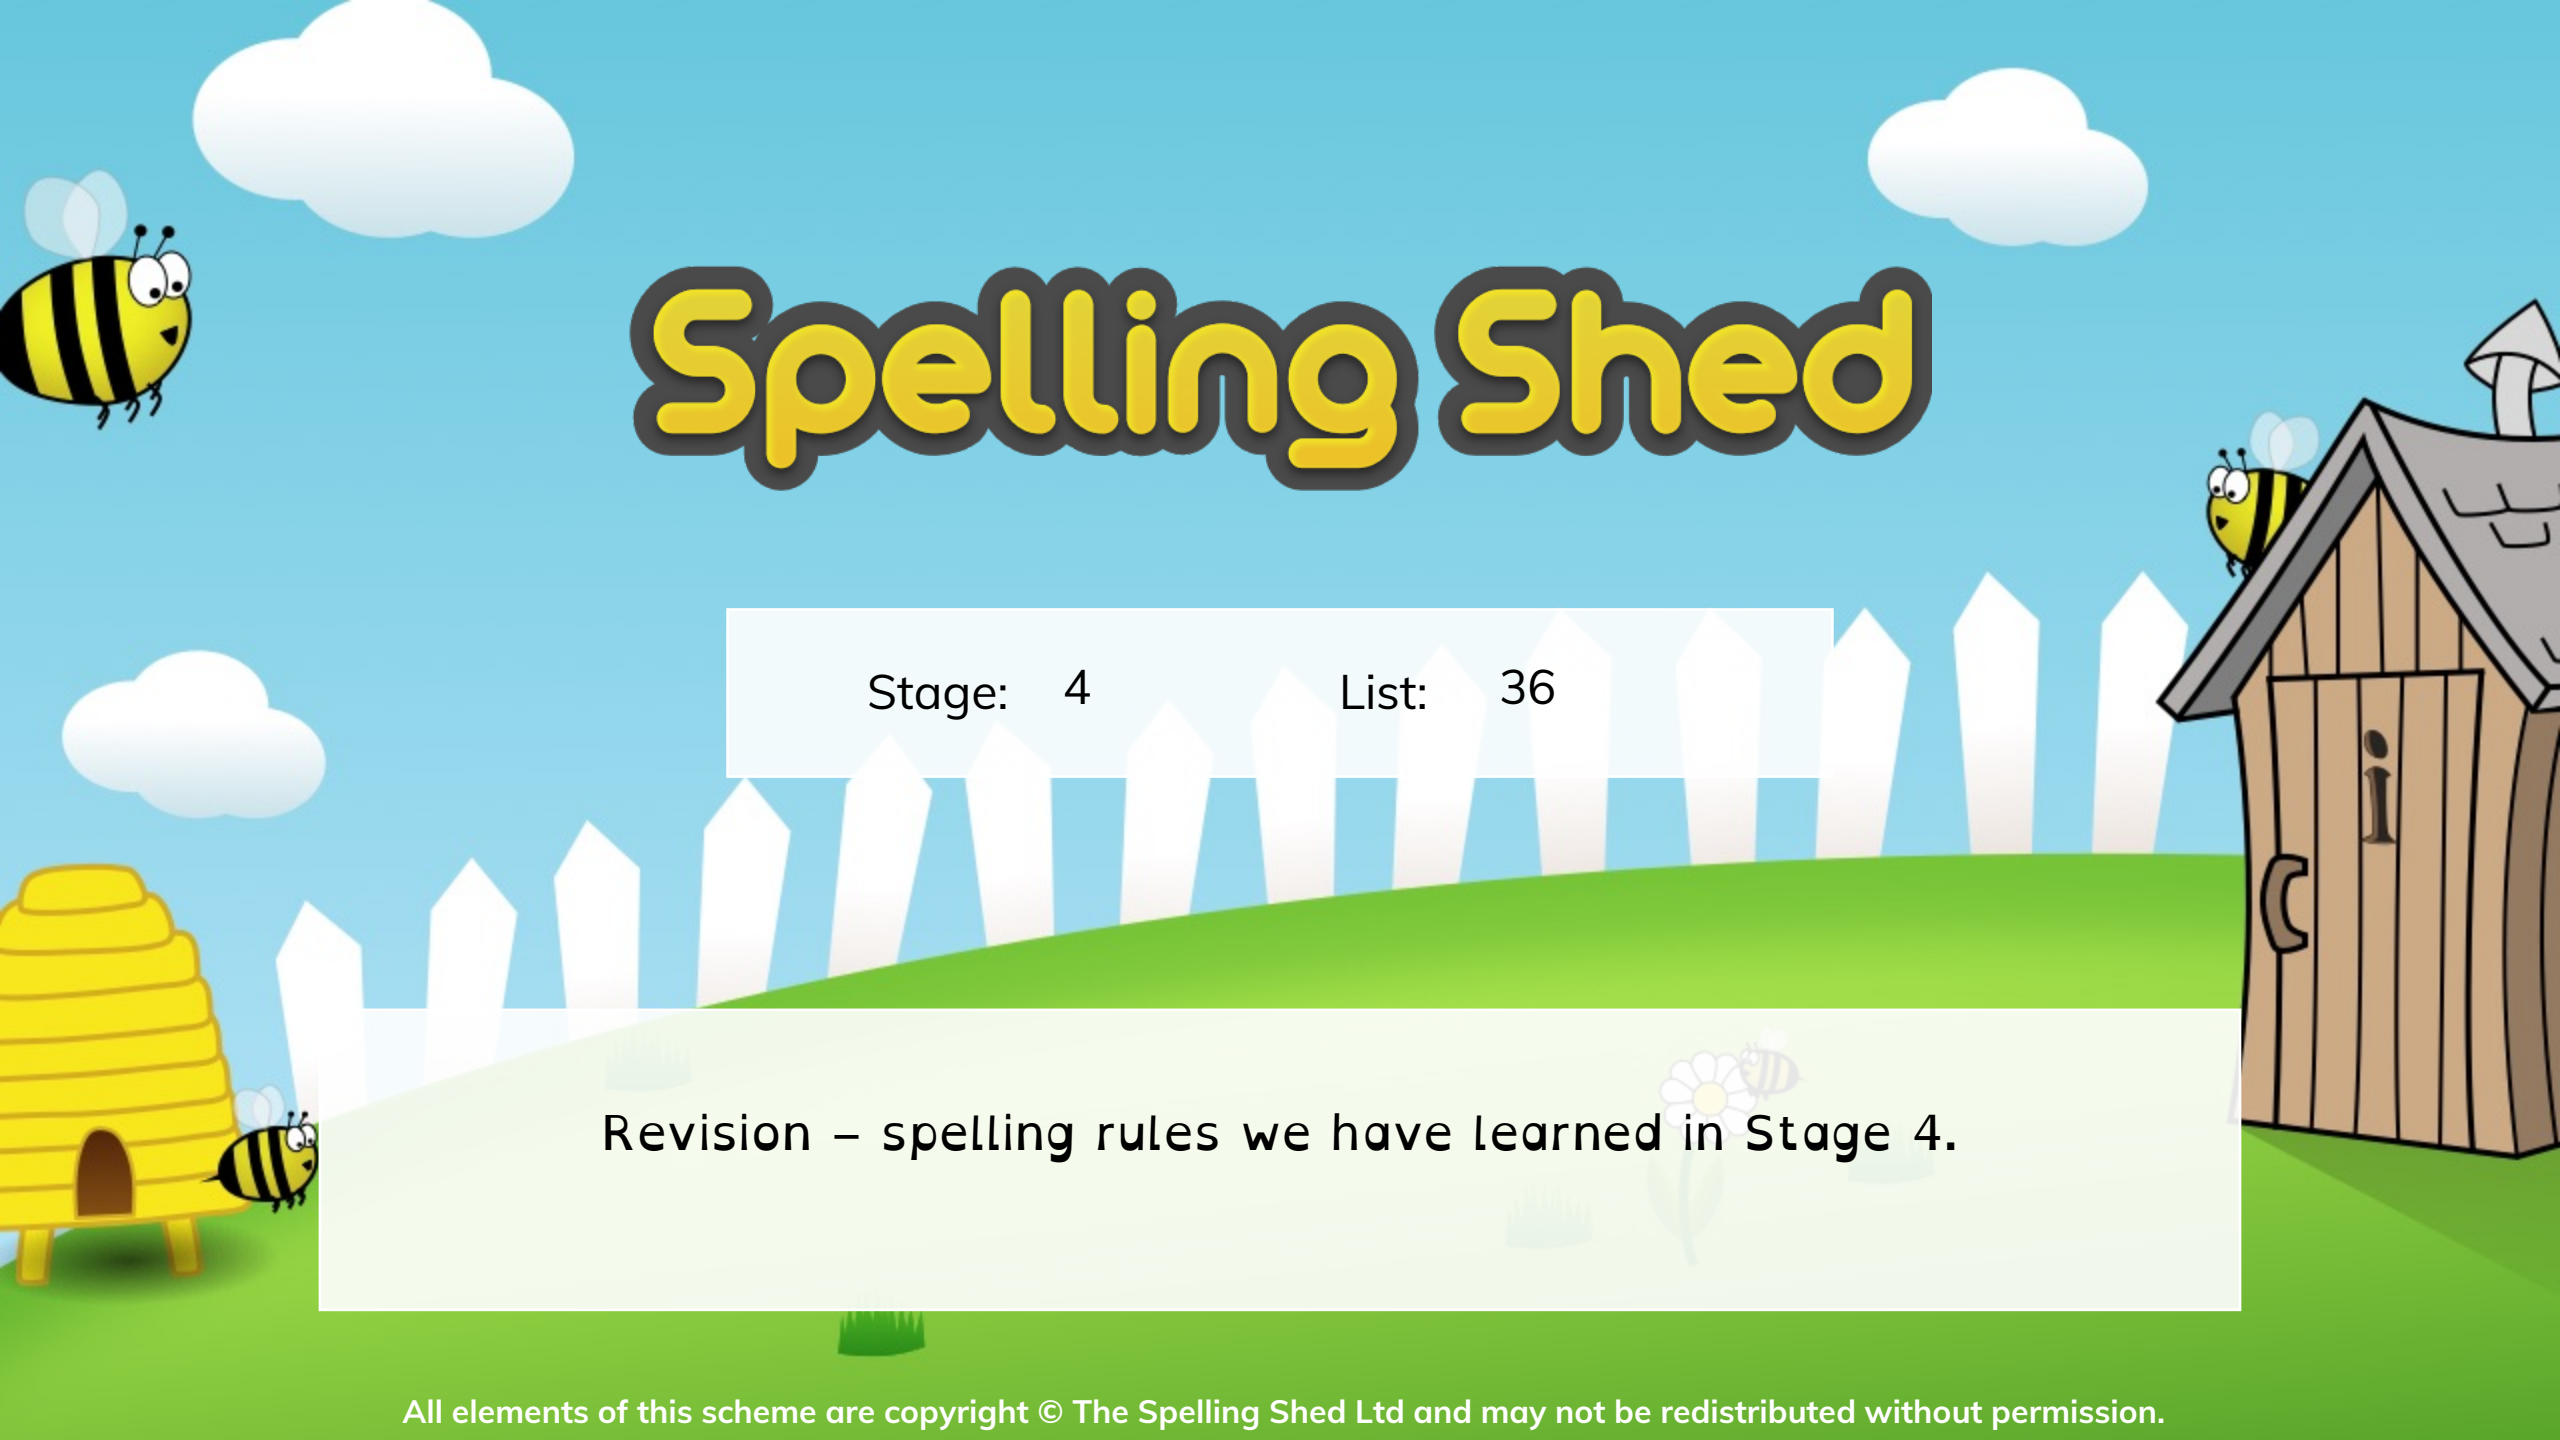 Spelling Shed
Stage: 4 List: 36
i
Revision – spelling rules we have learned in Stage 4.
All elements of this scheme are copyright © The Spelling Shed Ltd and may not be redistributed without permission.